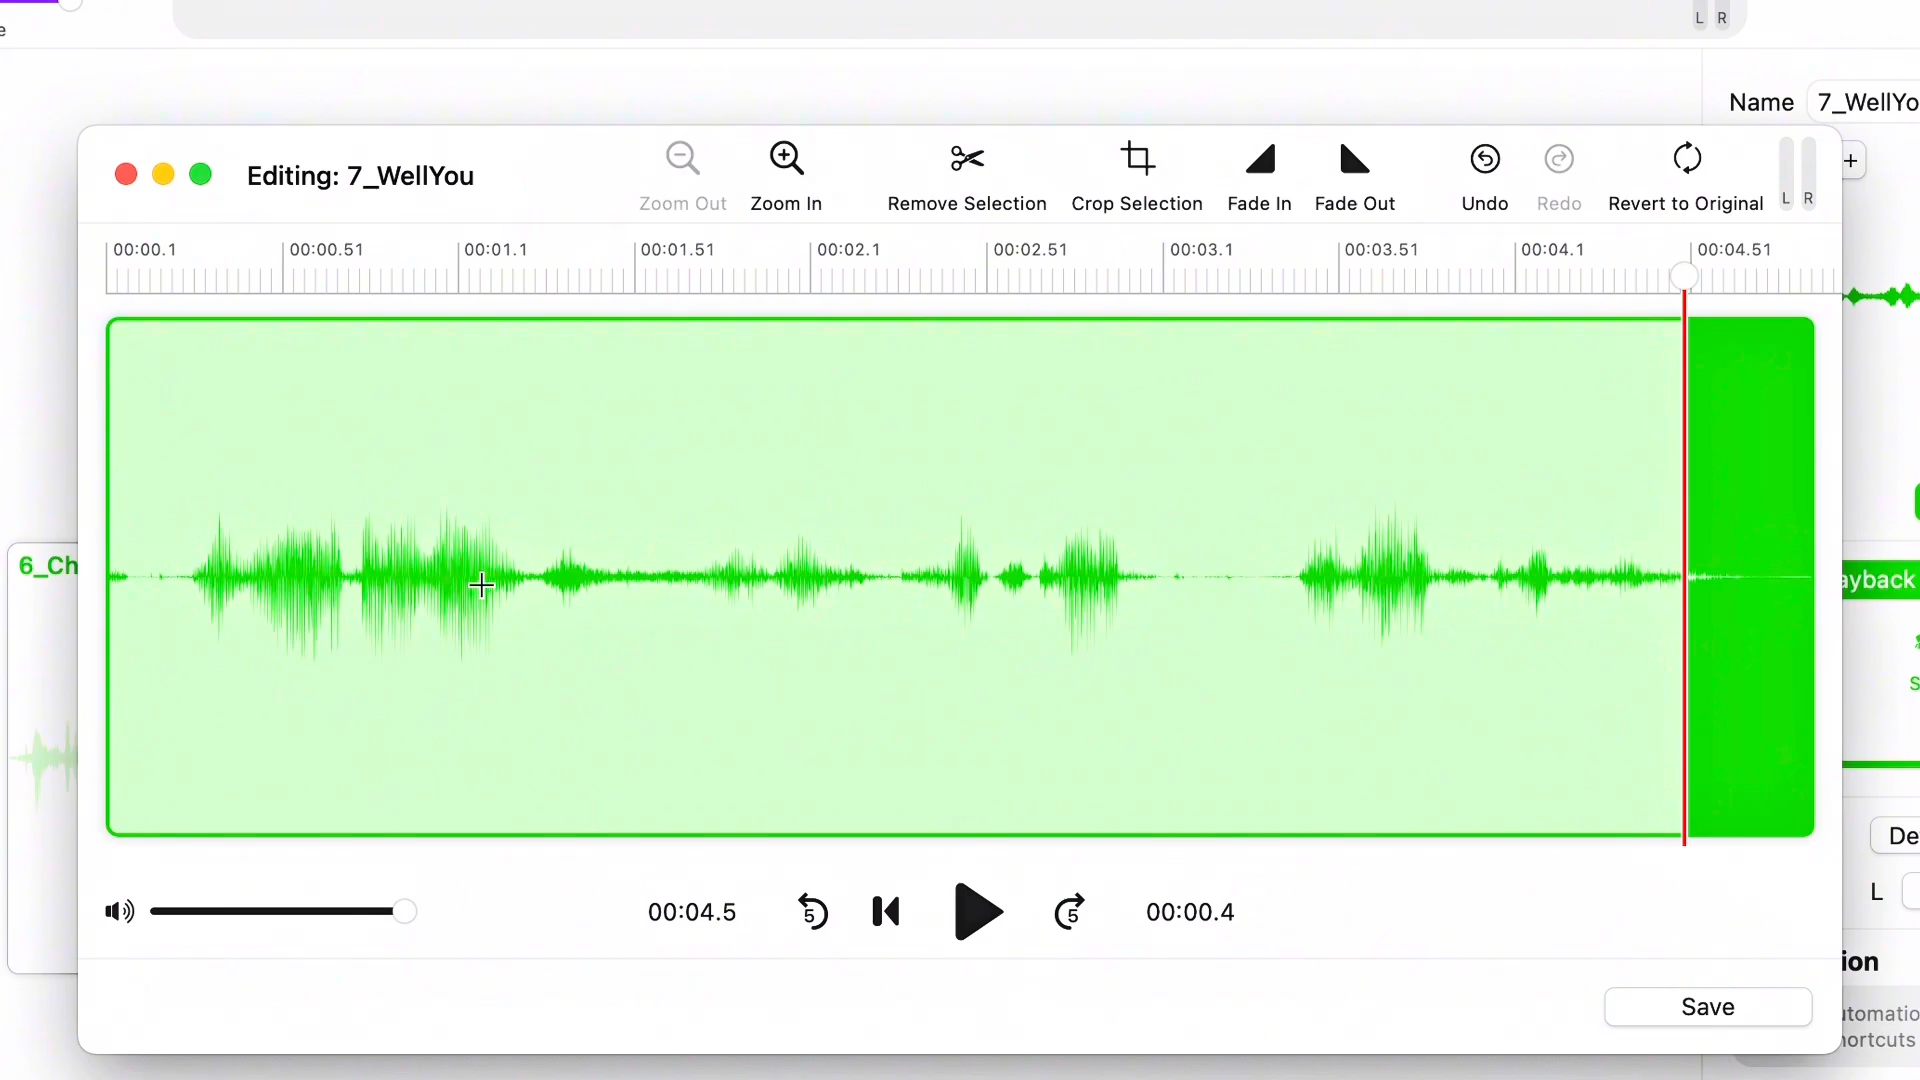 L R
e
Name 7_WellYo
Editing: 7_WellYou
Zoom Out Zoom In Remove Selection Crop Selection Fade In Fade Out Undo Redo Revert to Original L R
00:00.1 00:00.51 00:01.1 00:01.51 00:02.1 00:02.51 00:03.1 00:03.51 00:04.1 00:04.51
6_Ch
ayback
S
De
L
00:04.5 5 5 00:00.4
ion
Save
utomatio
hortcuts